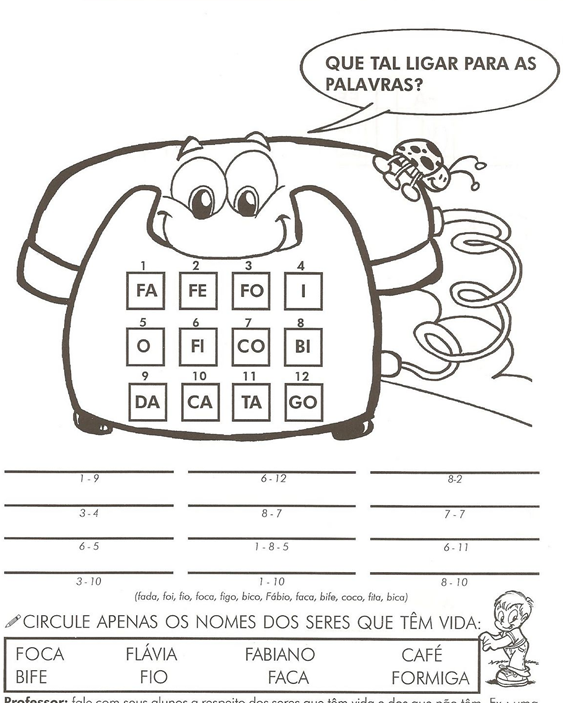 QUE TAL LIGAR PARA AS
PALAVRAS?
1 2 3 4
FA FE FO I
5 6 7 8
O FI CO BI
9 10 11 12
DA CA TA GO
1 - 9 6 - 12 8-2
3 - 4 8 - 7 7 - 7
6 - 5 1 - 8 - 5 6 - 11
3 - 10 1 - 10 8 - 10
(fada, foi, fio, foca, figo, bico, Fábio, faca, bife, coco, fita, bica)
CIRCULE APENAS OS NOMES DOS SERES QUE TÊM VIDA:
FOCA FLÁVIA FABIANO CAFÉ
BIFE FIO FACA FORMIGA
Professor: fale com seus alunos a respeito dos seres que têm vida e dos que não têm. Ex.: uma